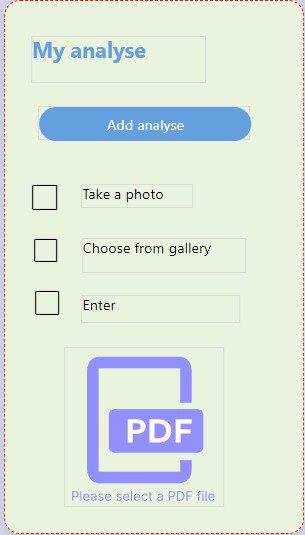 My analyse
Add analyse
Take a photo
Choose from gallery
Enter
PDF
Please select a PDF file